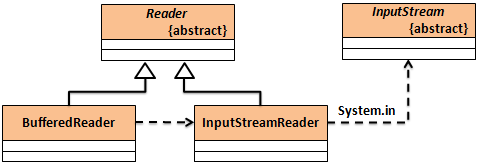 Reader
{abstract}
InputStream
{abstract}
BufferedReader
InputStreamReader
System.in